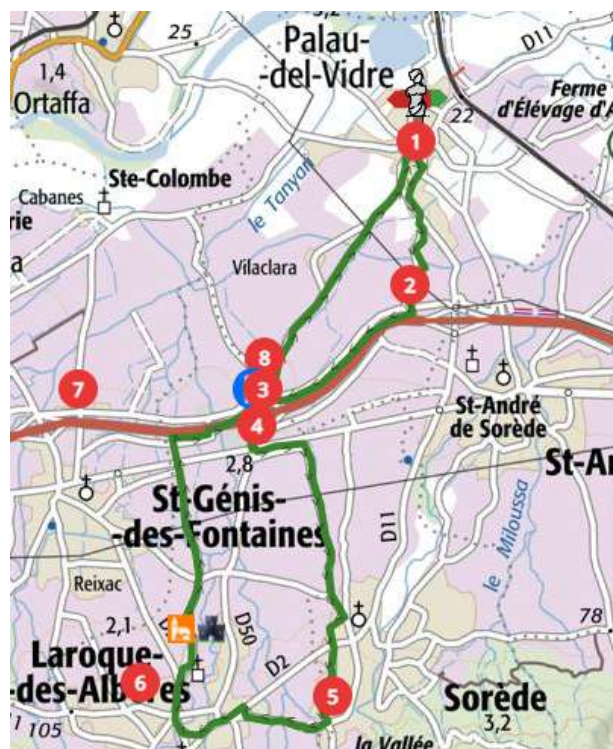 25
Palau-
-del-Vidre
D11
1,4
Ortaffa
22
Ferme
d'Élévage d'A
1
Ste-Colombe
Cabanes
rie
le Tanyari
a
Vilaclara
2
8
3
7
4
St-André
de Sorède
2,8
St-Génis-
-des-Fontaines
St-A
D11
le Miloussa
Reixac
2,1
D50
78
Laroque-
-des-Albères
6
D2
5
Sorède
3,2
105
la Vallée